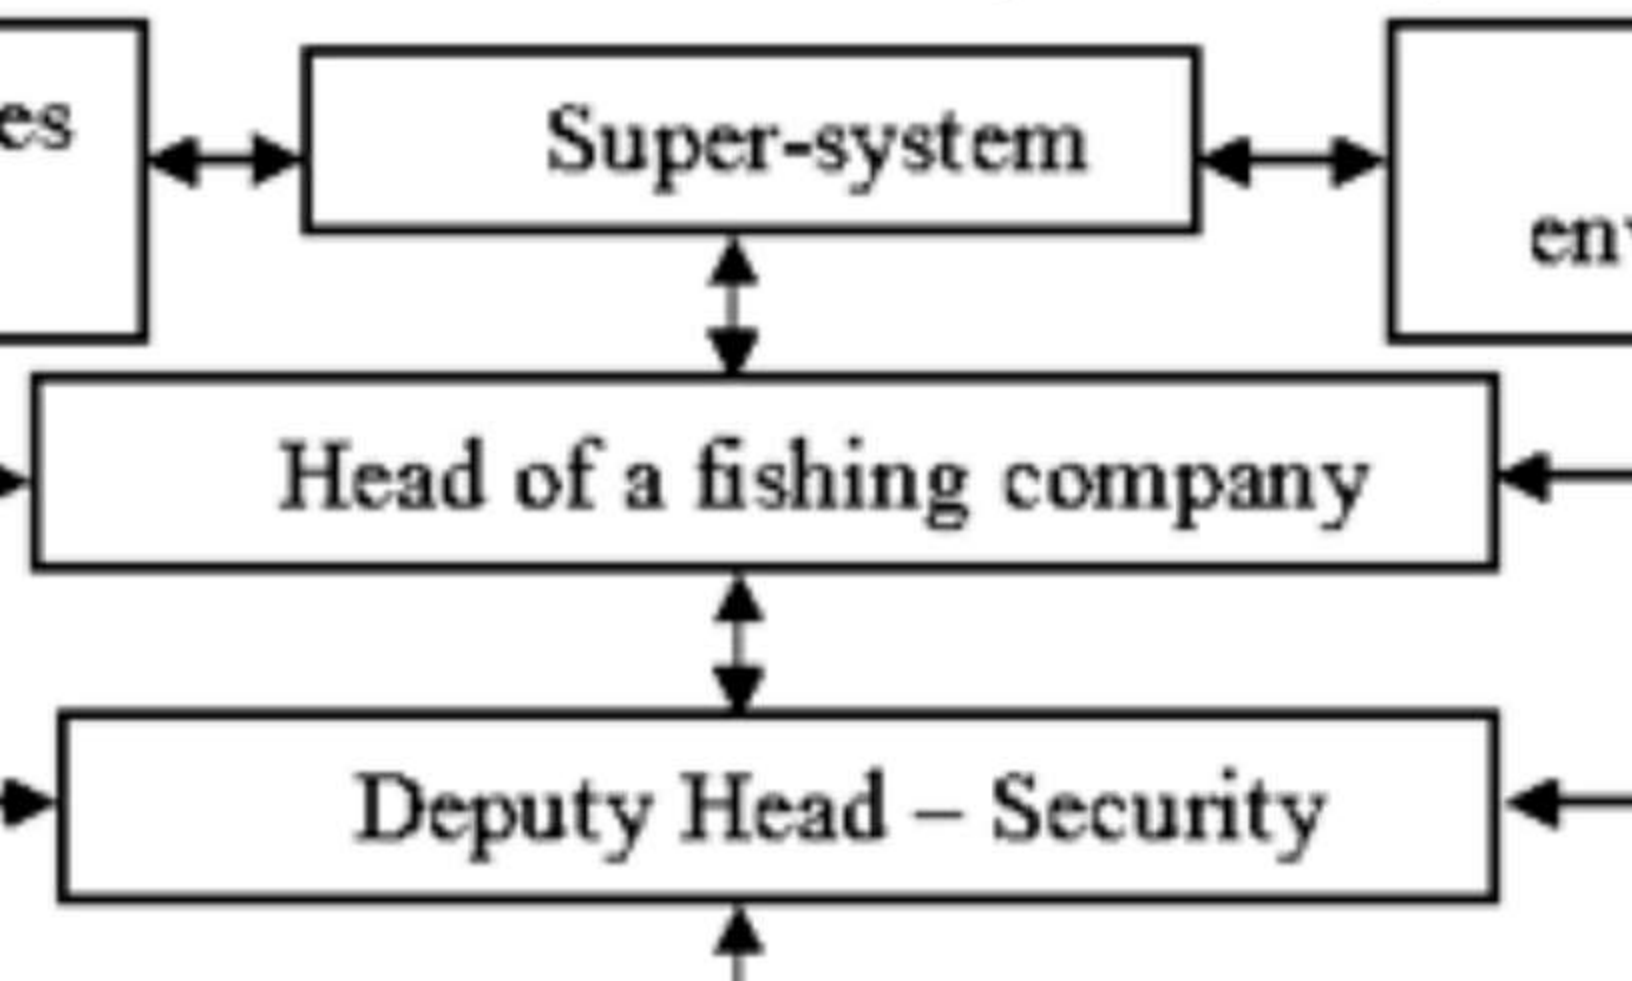 Super-system
Head of a fishing company
Deputy Head – Security